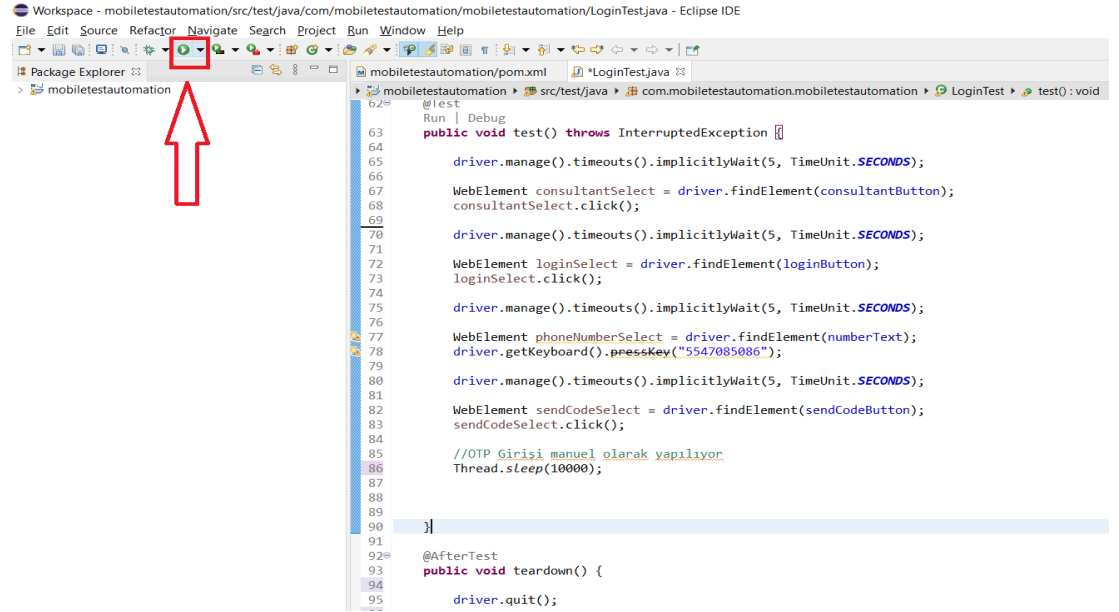 Workspace - mobiletestautomation/src/test/java/com/mobiletestautomation/mobiletestautomation/LoginTest.java - Eclipse IDE
File Edit Source Refactor Navigate Search Project Run Window Help
Package Explorer
mobiletestautomation/pom.xml *LoginTest.java
mobiletestautomation
mobiletestautomation src/test/java com.mobiletestautomation.mobiletestautomation LoginTest test() : void
62 @Test
Run | Debug
63 public void test() throws InterruptedException {
64
65 driver.manage().timeouts().implicitlyWait(5, TimeUnit.SECONDS);
66
67 WebElement consultantSelect = driver.findElement(consultantButton);
68 consultantSelect.click();
69
70 driver.manage().timeouts().implicitlyWait(5, TimeUnit.SECONDS);
71
72 WebElement loginSelect = driver.findElement(loginButton);
73 loginSelect.click();
74
75 driver.manage().timeouts().implicitlyWait(5, TimeUnit.SECONDS);
76
77 WebElement phoneNumberSelect = driver.findElement(numberText);
78 driver.getKeyboard().pressKey("5547085086");
79
80 driver.manage().timeouts().implicitlyWait(5, TimeUnit.SECONDS);
81
82 WebElement sendCodeSelect = driver.findElement(sendCodeButton);
83 sendCodeSelect.click();
84
85 //OTP Girişi manuel olarak yapılıyor
86 Thread.sleep(10000);
87
88
89
90 }
91
92 @AfterTest
93 public void teardown() {
94
95 driver.quit();